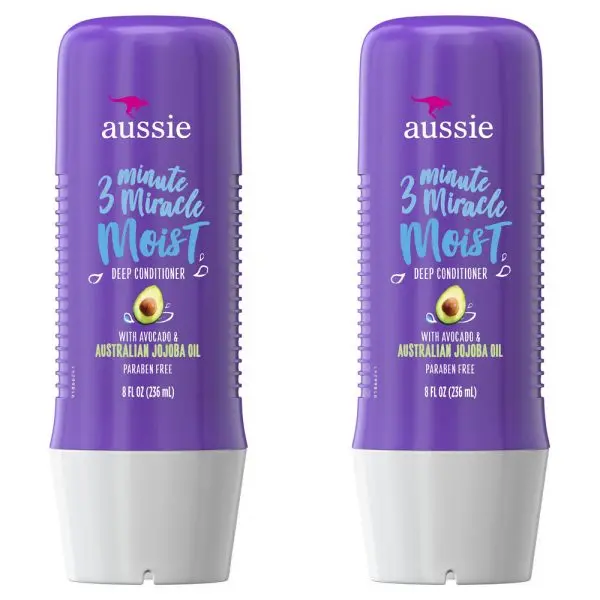 aussie
3 minute
Miracle
Moist
DEEP CONDITIONER
WITH AVOCADO &
AUSTRALIAN JOJOBA OIL
PARABEN FREE
8 FL OZ (236 mL)
aussie
3 minute
Miracle
Moist
DEEP CONDITIONER
WITH AVOCADO &
AUSTRALIAN JOJOBA OIL
PARABEN FREE
8 FL OZ (236 mL)